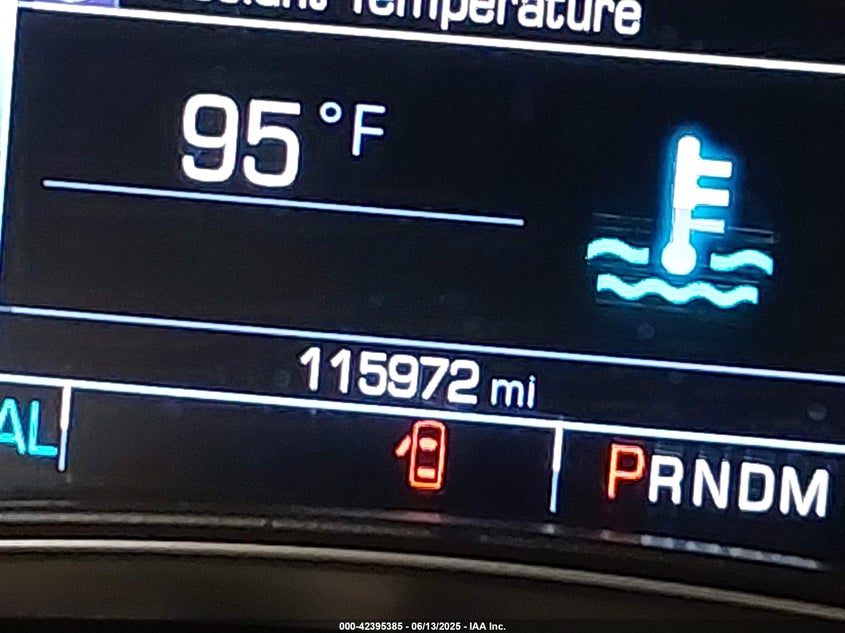 Temperature
95 °F
115972 mi
AL
PRNDM
000-42395385 - 06/13/2025 - IAA Inc.